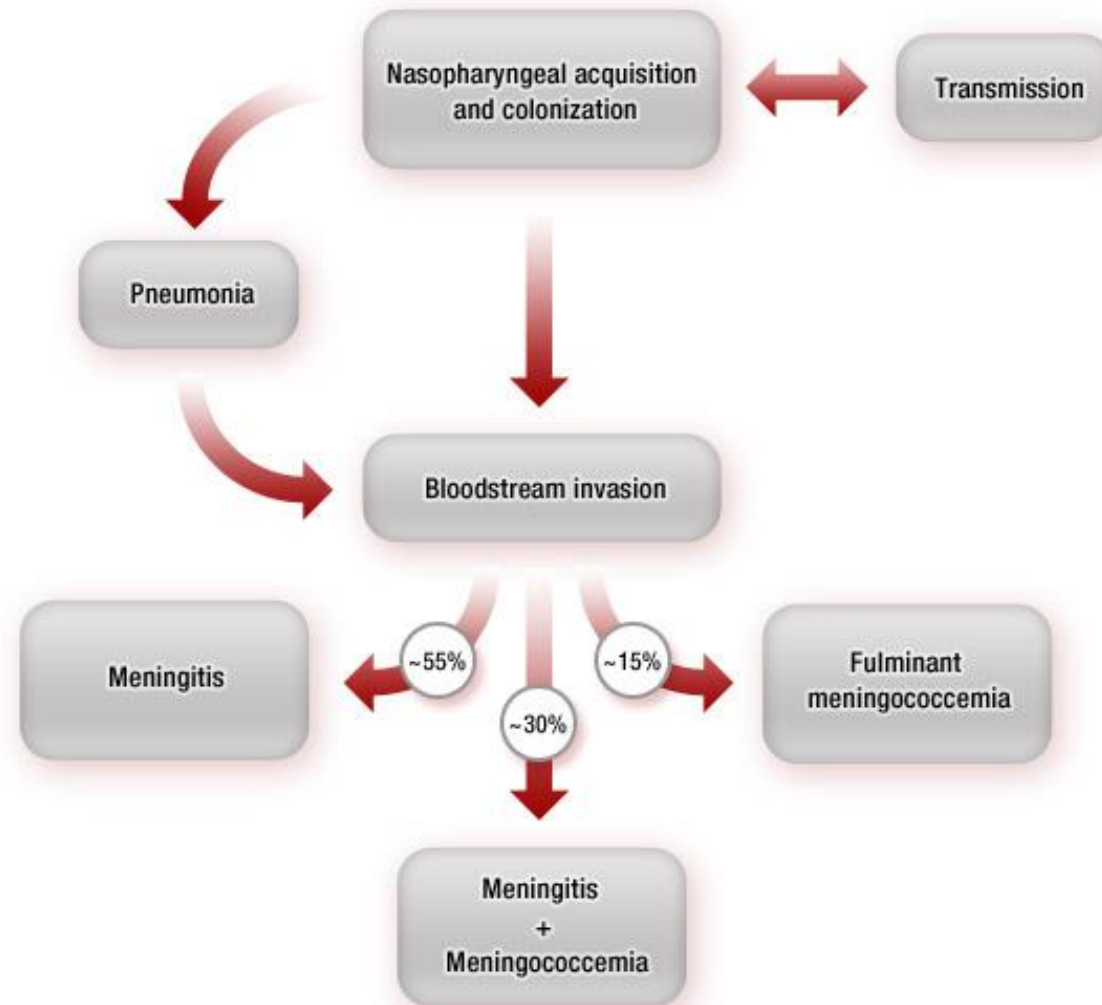 Nasopharyngeal acquisition
and colonization
Transmission
Pneumonia
Bloodstream invasion
~55%
~15%
~30%
Meningitis
Fulminant
meningococcemia
Meningitis
+
Meningococcemia